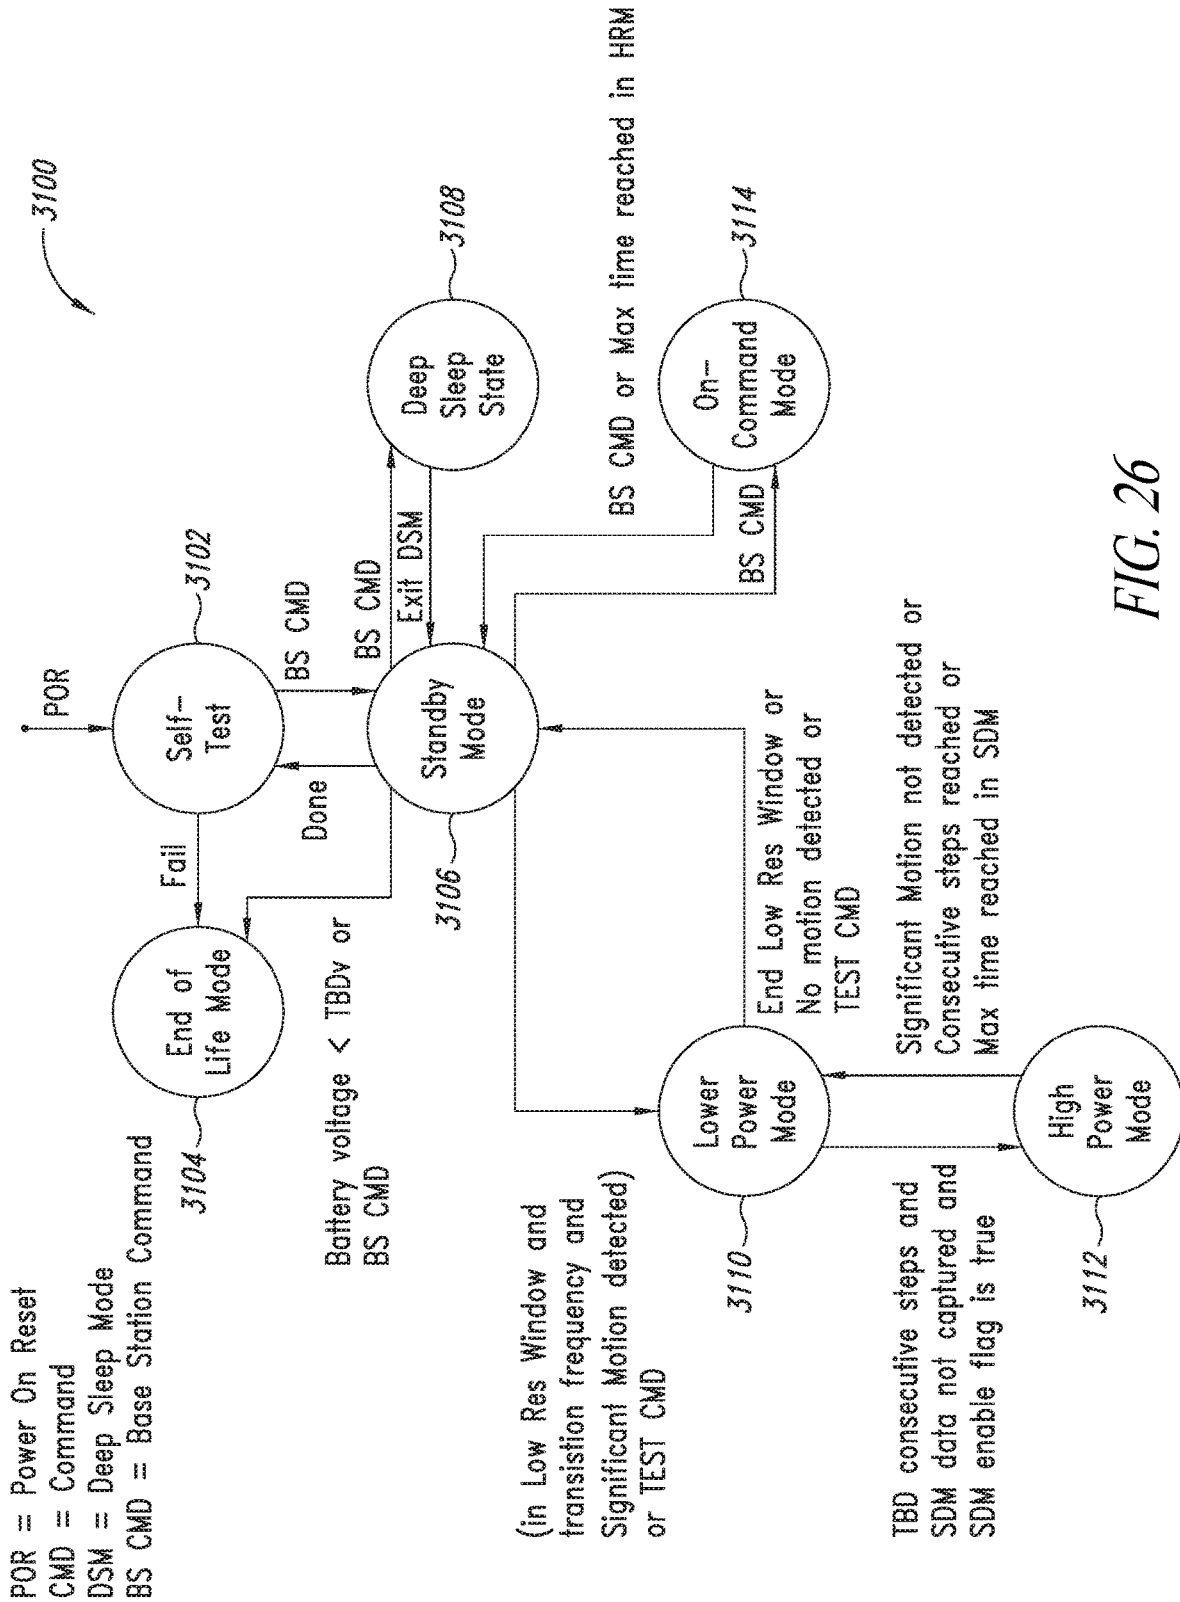 POR = Power On Reset
CMD = Command
DSM = Deep Sleep Mode
BS CMD = Base Station Command
3100
POR
3102
Self-
Test
Fail
3104
End of
Life Mode
Done
BS CMD
Battery voltage < TBDv or
BS CMD
3106
Standby
Mode
BS CMD
Exit DSM
3108
Deep
Sleep
State
(in Low Res Window and
transistion frequency and
Significant Motion detected)
or TEST CMD
End Low Res Window or
No motion detected or
TEST CMD
BS CMD or Max time reached in HRM
BS CMD
3114
On-
Command
Mode
3110
Lower
Power
Mode
TBD consecutive steps and
SDM data not captured and
SDM enable flag is true
Significant Motion not detected or
Consecutive steps reached or
Max time reached in SDM
3112
High
Power
Mode
FIG. 26